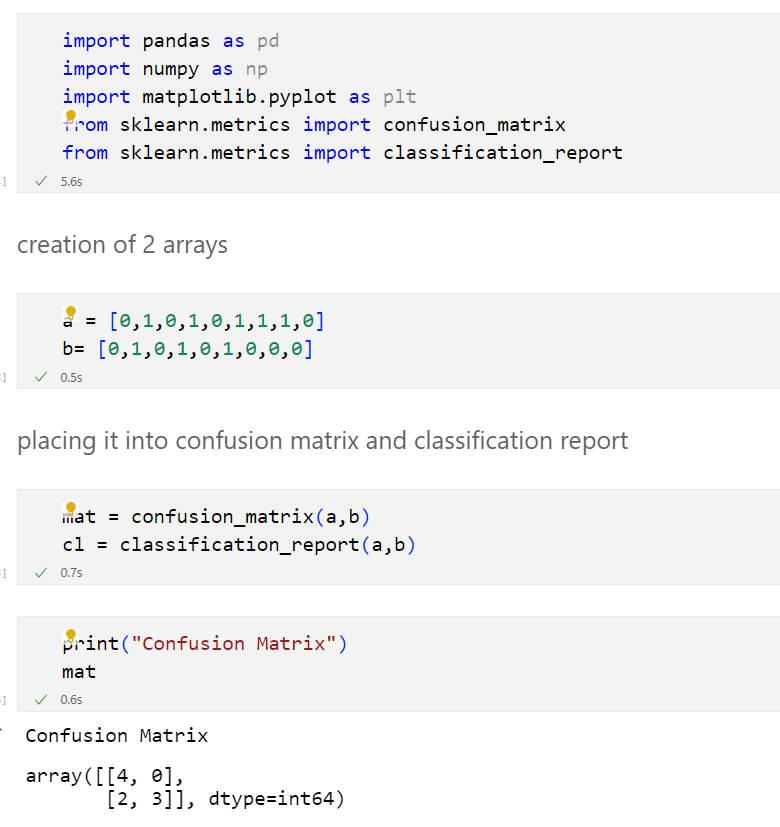 import pandas as pd
import numpy as np
import matplotlib.pyplot as plt
from sklearn.metrics import confusion_matrix
from sklearn.metrics import classification_report
5.6s
creation of 2 arrays
a = [0,1,0,1,0,1,1,1,0]
b= [0,1,0,1,0,1,0,0,0]
0.5s
placing it into confusion matrix and classification report
mat = confusion_matrix(a,b)
cl = classification_report(a,b)
0.7s
print("Confusion Matrix")
mat
0.6s
Confusion Matrix
array([[4, 0],
       [2, 3]], dtype=int64)